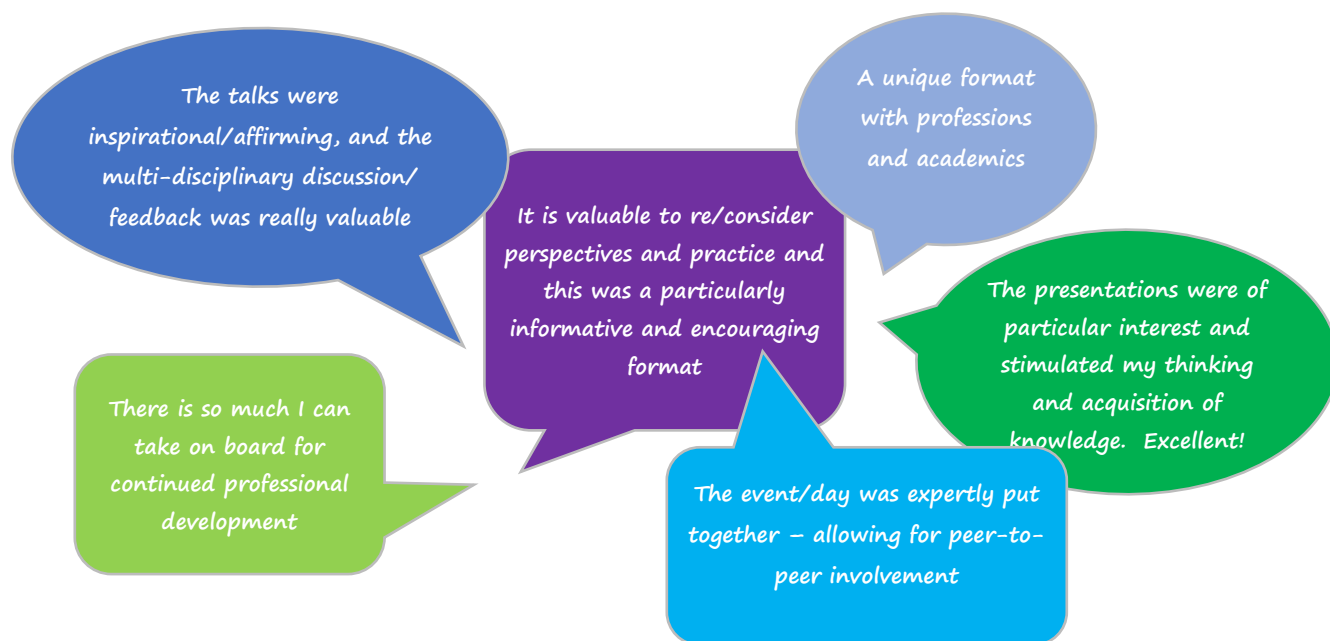 The talks were
inspirational/affirming, and the
multi-disciplinary discussion/
feedback was really valuable
A unique format
with professions
and academics
It is valuable to re/consider
perspectives and practice and
this was a particularly
informative and encouraging
format
The presentations were of
particular interest and
stimulated my thinking
and acquisition of
knowledge.  Excellent!
There is so much I can
take on board for
continued professional
development
The event/day was expertly put
together – allowing for peer-to-
peer involvement